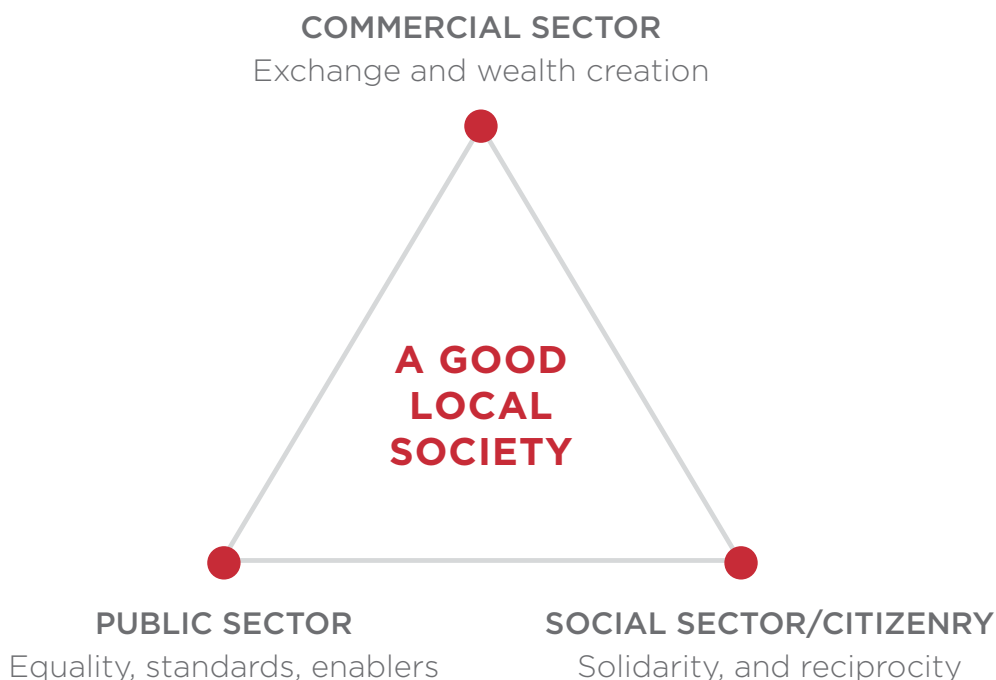 COMMERCIAL SECTOR
Exchange and wealth creation
A GOOD
LOCAL
SOCIETY
PUBLIC SECTOR
Equality, standards, enablers
SOCIAL SECTOR/CITIZENRY
Solidarity, and reciprocity